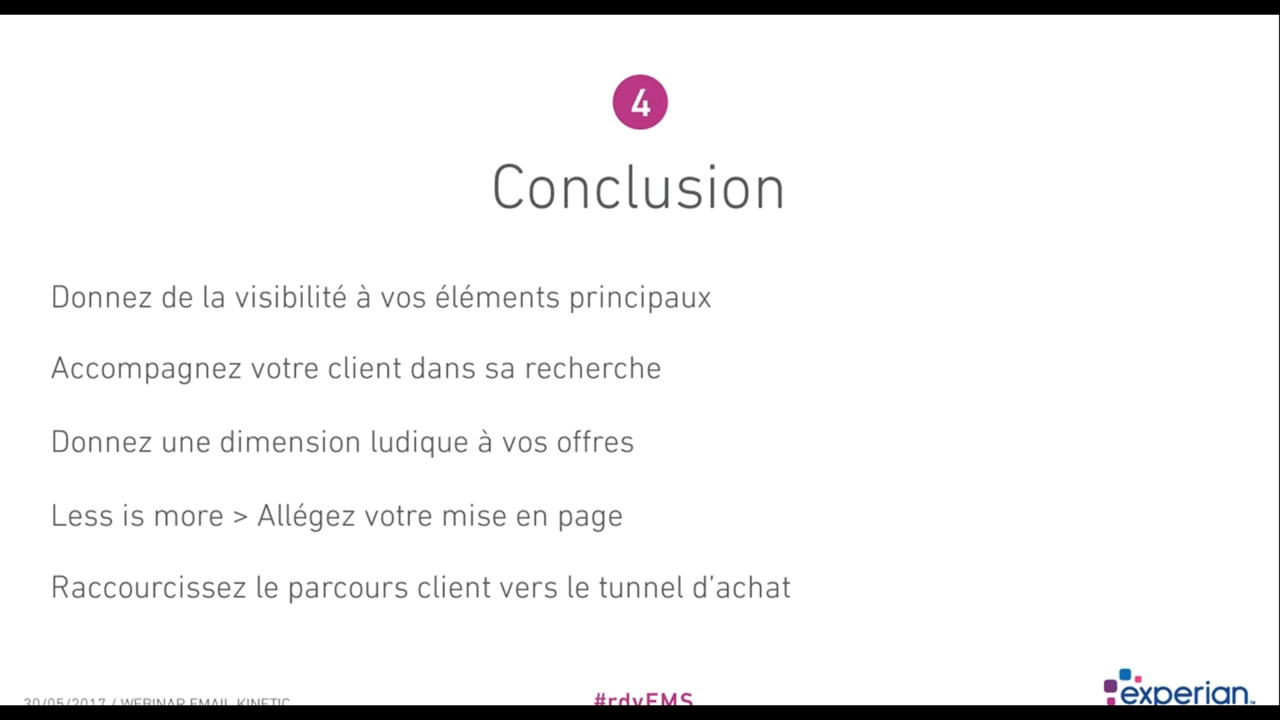 4
Conclusion
Donnez de la visibilité à vos éléments principaux
Accompagnez votre client dans sa recherche
Donnez une dimension ludique à vos offres
Less is more > Allégez votre mise en page
Raccourcissez le parcours client vers le tunnel d’achat
30/05/2017 / WEBINAR EMAIL KINETIC
#rdvEMS
experian™